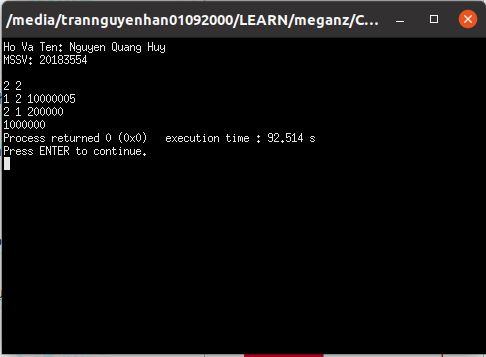 /media/trannguyenhan01092000/LEARN/meganz/C...
Ho Va Ten: Nguyen Quang Huy
MSSV: 20183554
2 2
1 2 10000005
2 1 200000
1000000
Process returned 0 (0x0)   execution time : 92.514 s
Press ENTER to continue.